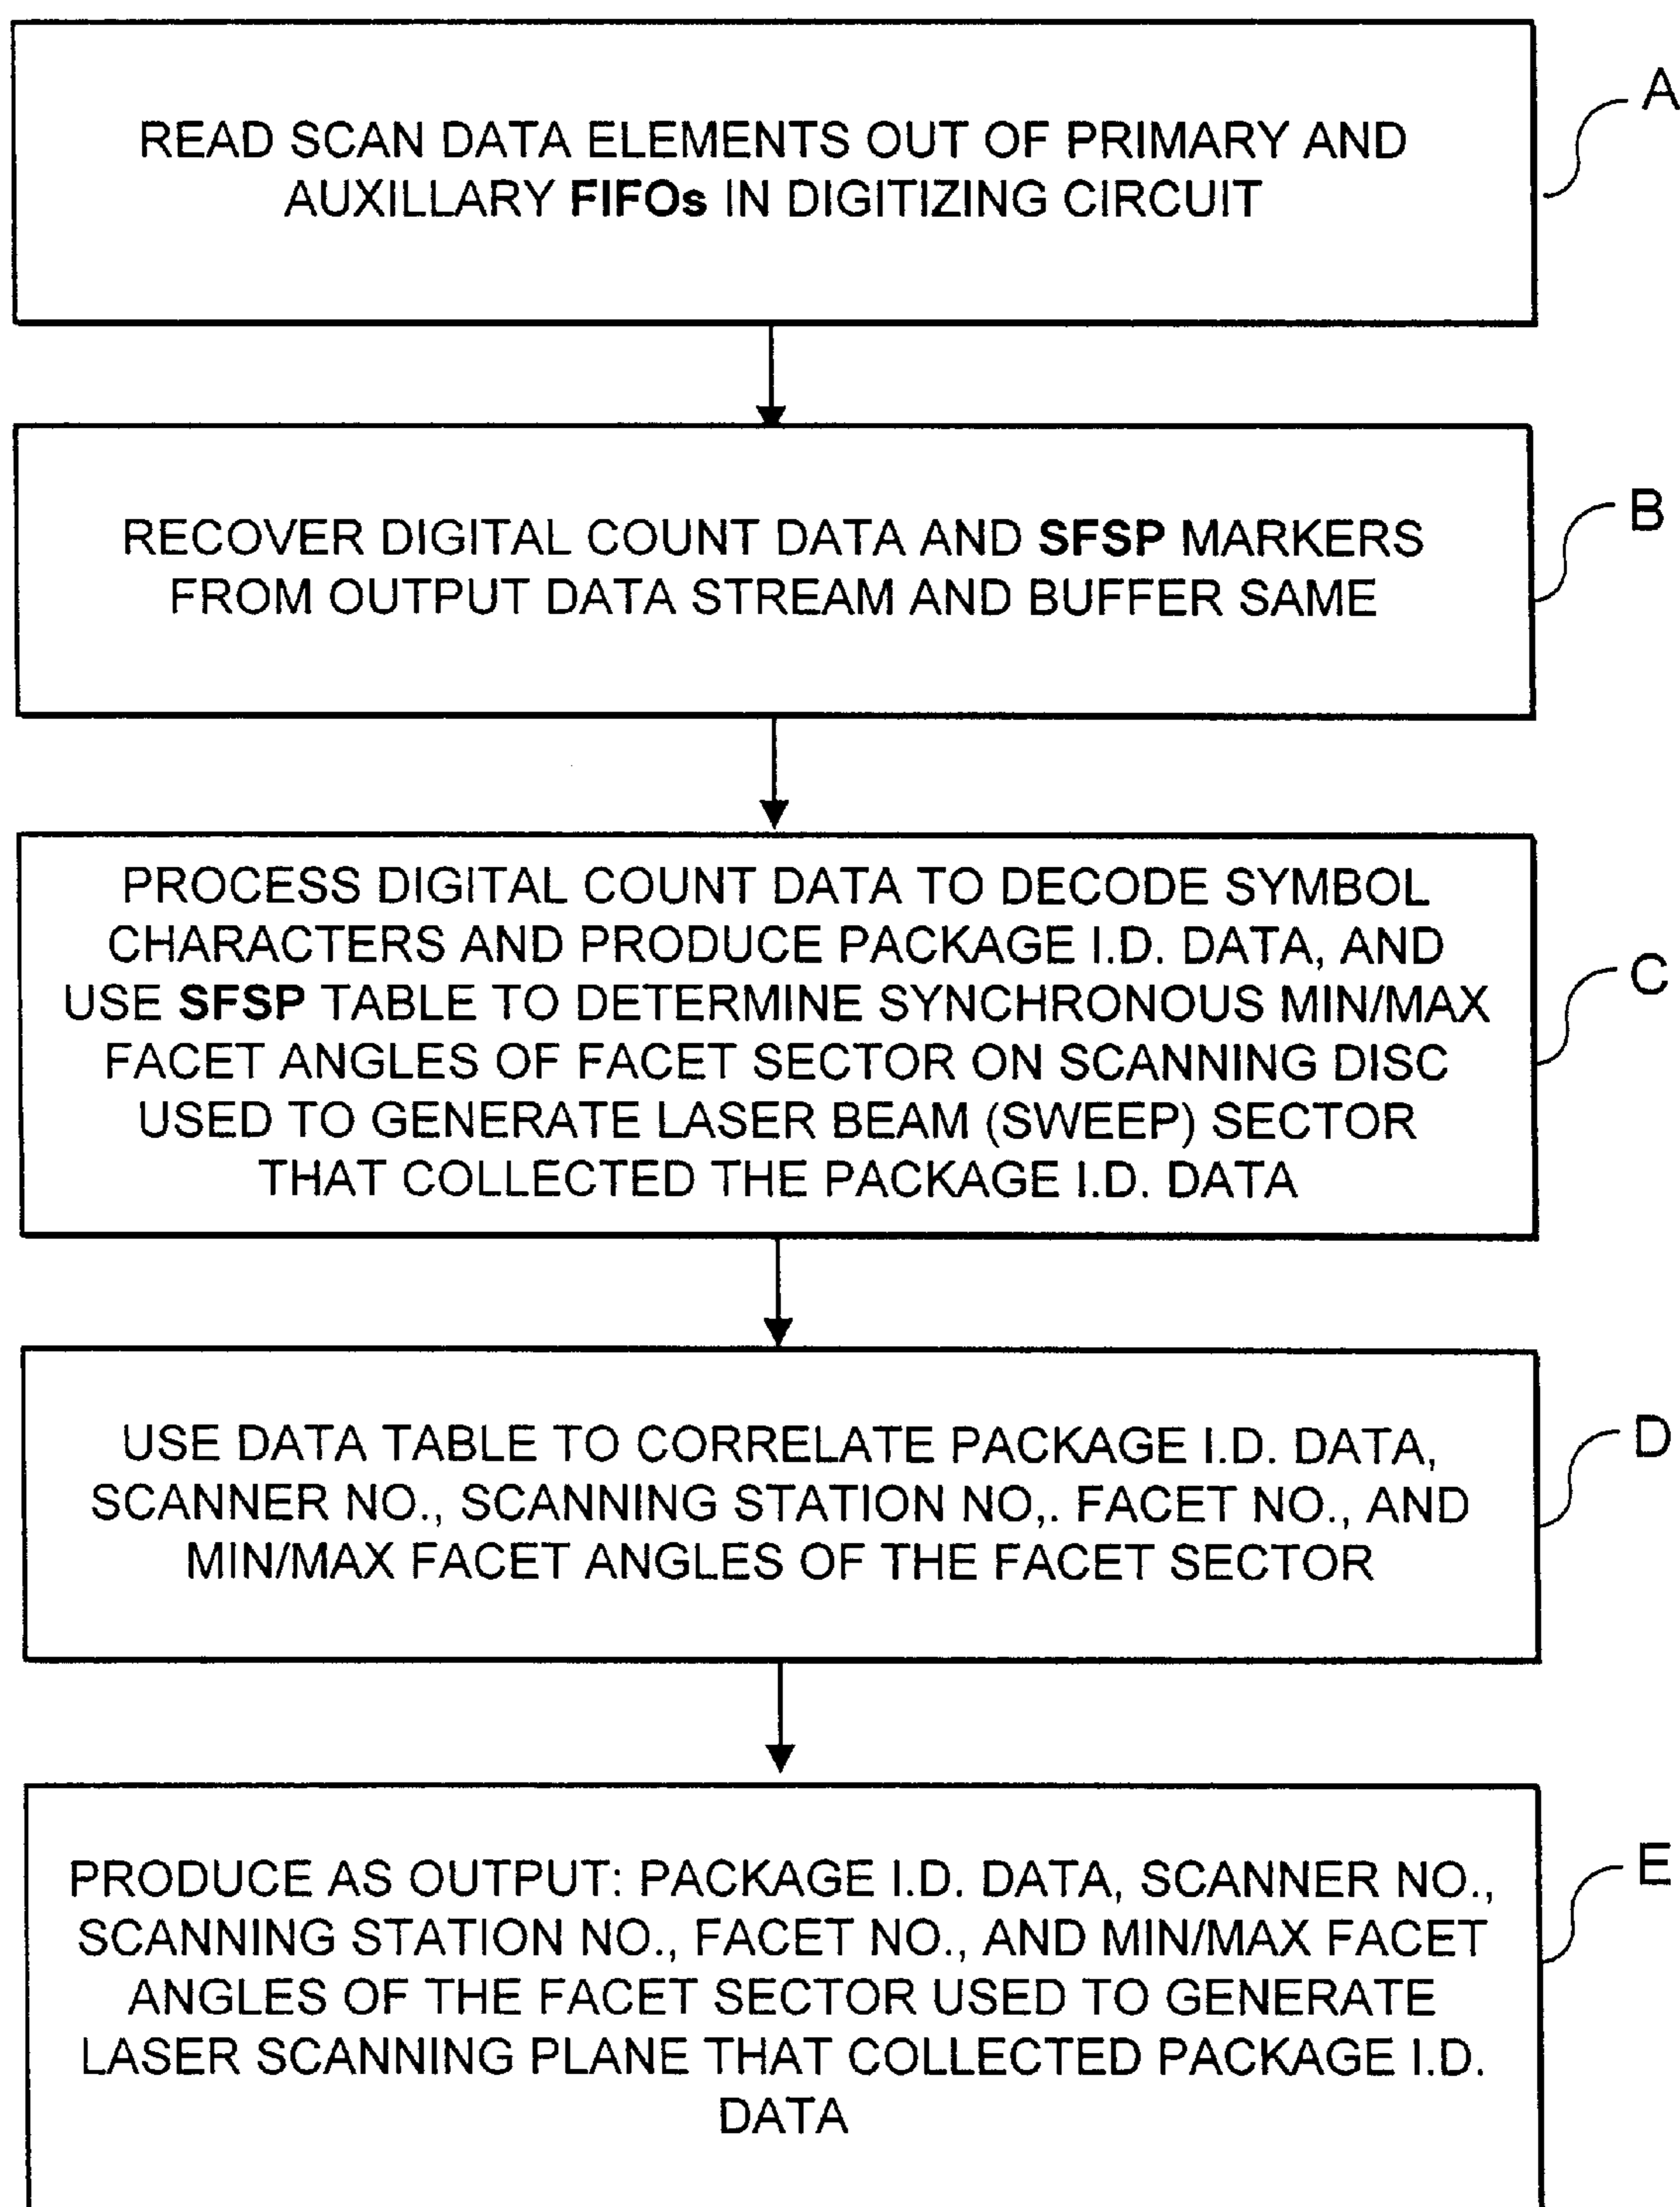 READ SCAN DATA ELEMENTS OUT OF PRIMARY AND
AUXILLARY FIFOs IN DIGITIZING CIRCUIT
A
RECOVER DIGITAL COUNT DATA AND SFSP MARKERS
FROM OUTPUT DATA STREAM AND BUFFER SAME
B
PROCESS DIGITAL COUNT DATA TO DECODE SYMBOL
CHARACTERS AND PRODUCE PACKAGE I.D. DATA, AND
USE SFSP TABLE TO DETERMINE SYNCHRONOUS MIN/MAX
FACET ANGLES OF FACET SECTOR ON SCANNING DISC
USED TO GENERATE LASER BEAM (SWEEP) SECTOR
THAT COLLECTED THE PACKAGE I.D. DATA
C
USE DATA TABLE TO CORRELATE PACKAGE I.D. DATA,
SCANNER NO., SCANNING STATION NO,. FACET NO., AND
MIN/MAX FACET ANGLES OF THE FACET SECTOR
D
PRODUCE AS OUTPUT: PACKAGE I.D. DATA, SCANNER NO.,
SCANNING STATION NO., FACET NO., AND MIN/MAX FACET
ANGLES OF THE FACET SECTOR USED TO GENERATE
LASER SCANNING PLANE THAT COLLECTED PACKAGE I.D.
DATA
E